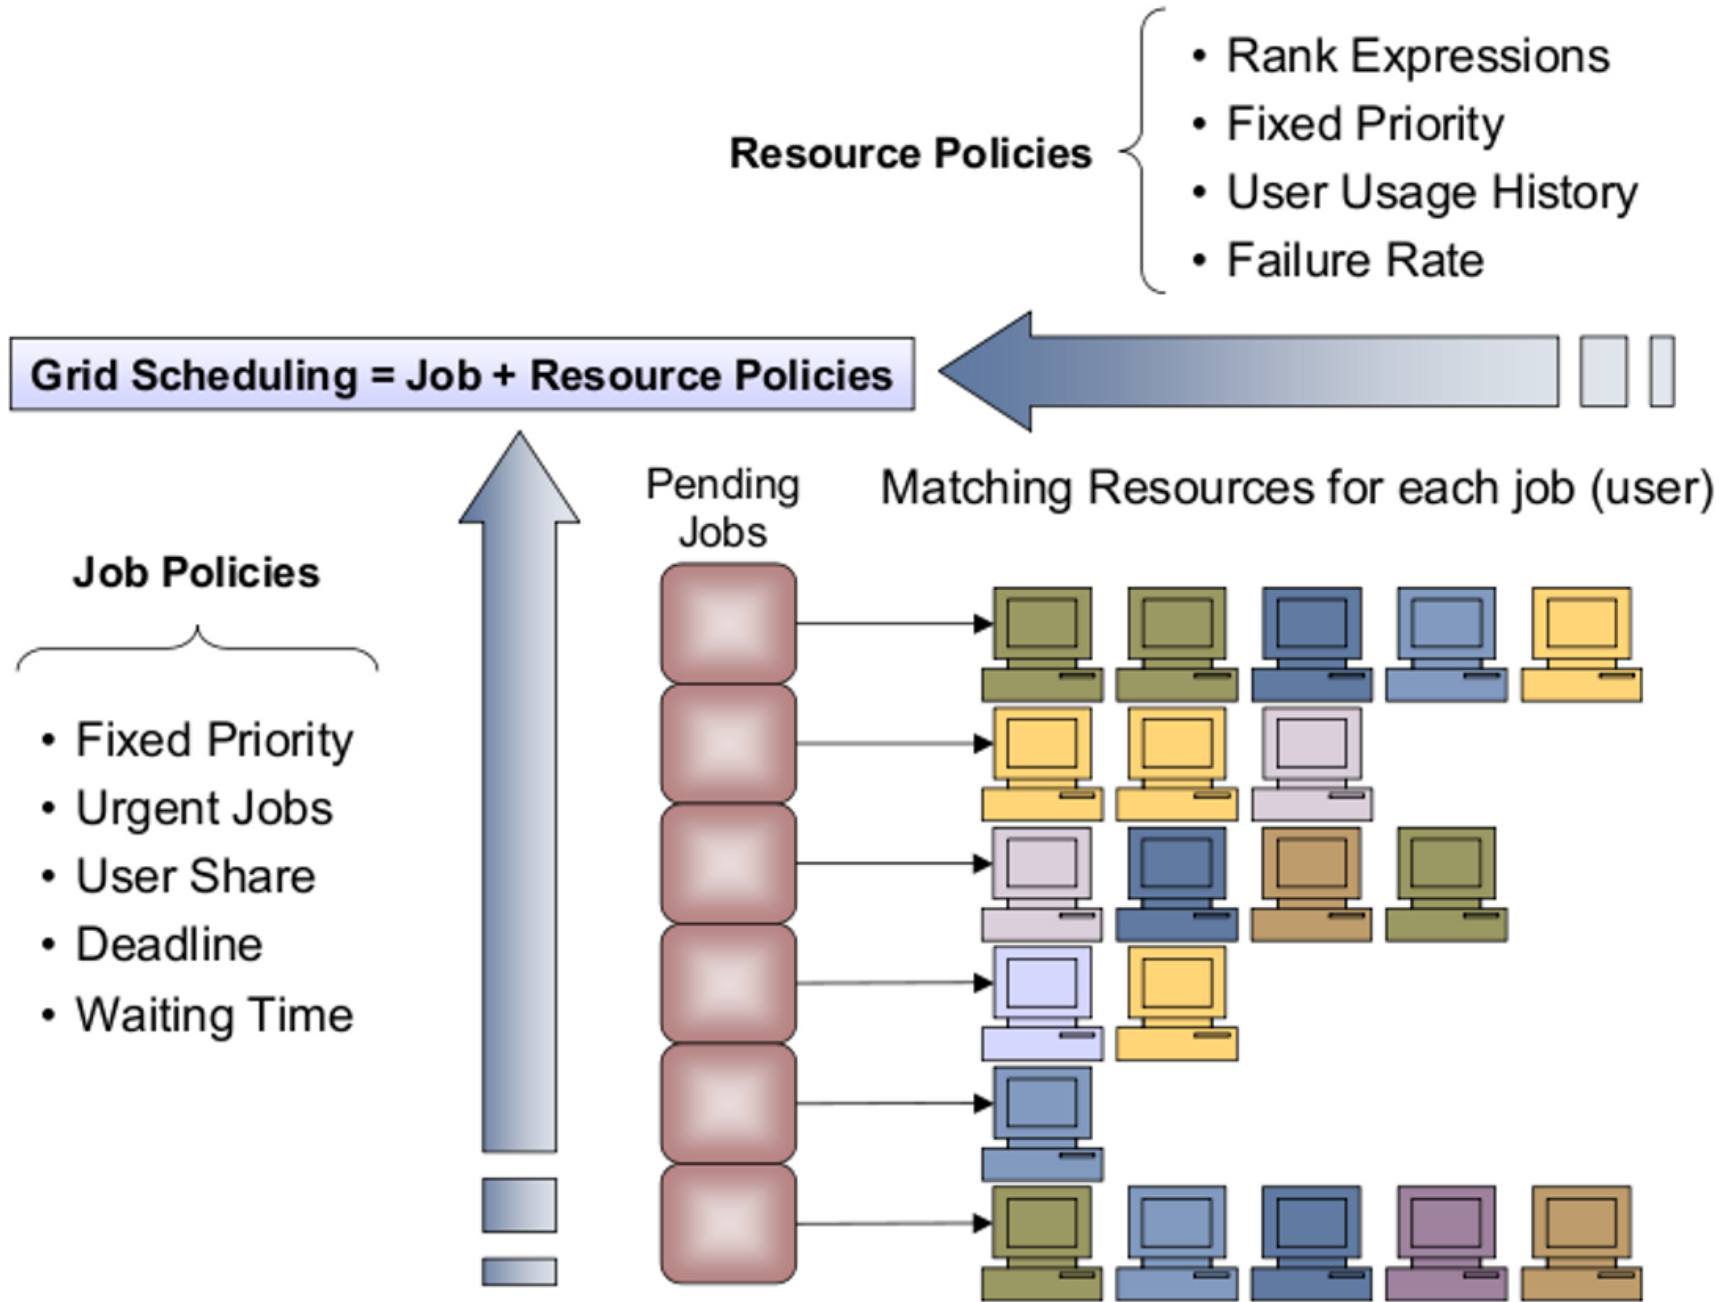 Resource Policies
• Rank Expressions
• Fixed Priority
• User Usage History
• Failure Rate
Grid Scheduling = Job + Resource Policies
Pending
Jobs
Matching Resources for each job (user)
Job Policies
• Fixed Priority
• Urgent Jobs
• User Share
• Deadline
• Waiting Time